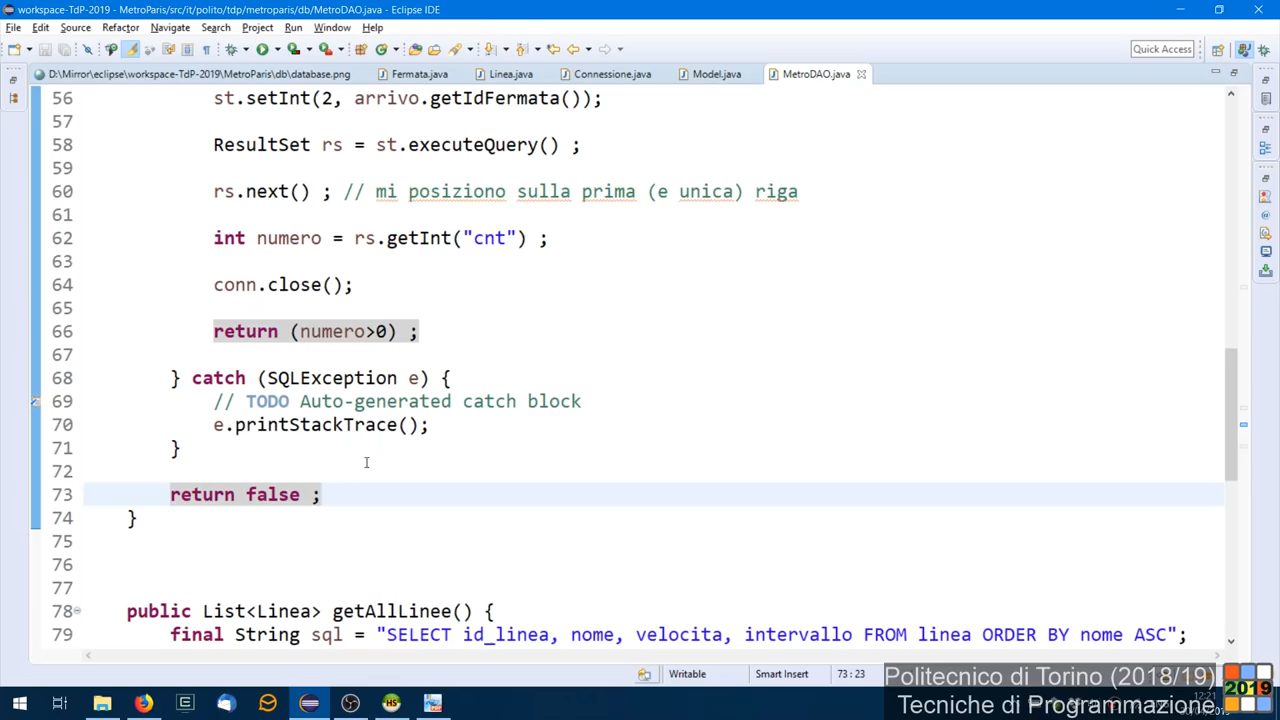 workspace-TdP-2019 - MetroParis/src/it/polito/tdp/metroparis/db/MetroDAO.java - Eclipse IDE
File Edit Source Refactor Navigate Search Project Run Window Help
Quick Access
D:\Mirror\eclipse\workspace-TdP-2019\MetroParis\db\database.png Fermata.java Linea.java Connessione.java Model.java MetroDAO.java
56 st.setInt(2, arrivo.getIdFermata());
57
58 ResultSet rs = st.executeQuery() ;
59
60 rs.next() ; // mi posiziono sulla prima (e unica) riga
61
62 int numero = rs.getInt("cnt") ;
63
64 conn.close();
65
66 return (numero>0) ;
67
68 } catch (SQLException e) {
69 // TODO Auto-generated catch block
70 e.printStackTrace();
71 }
72
73 return false ;
74 }
75
76
77
78 public List<Linea> getAllLinee() {
79 final String sql = "SELECT id_linea, nome, velocita, intervallo FROM linea ORDER BY nome ASC";
Writable Smart Insert 73 : 23
Politecnico di Torino (2018/19)
Tecniche di Programmazione
2019
12:21